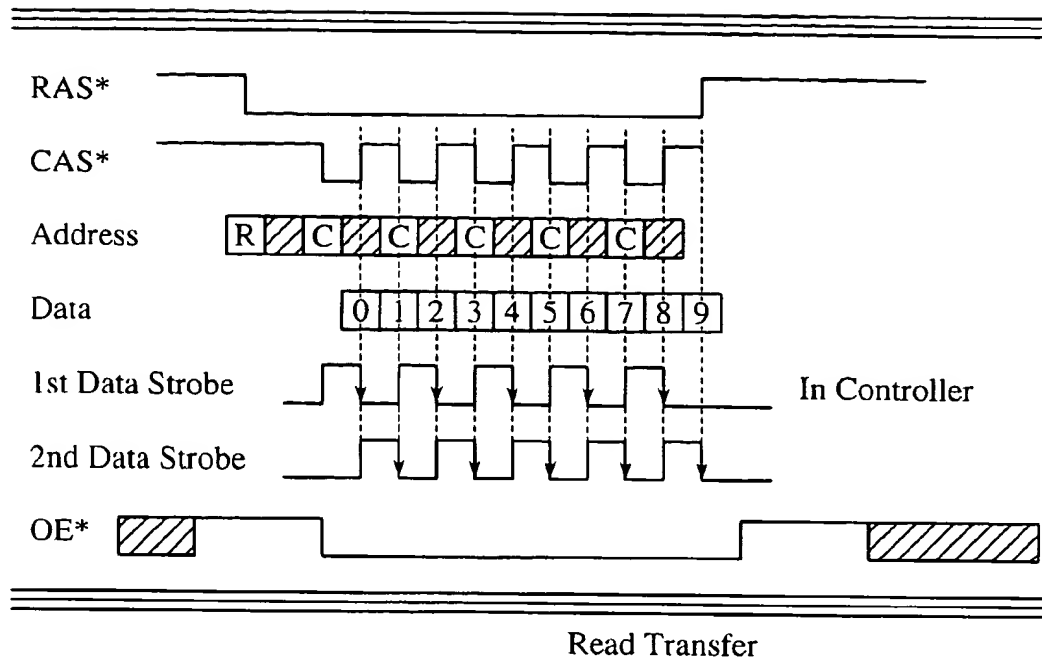 RAS*
CAS*
Address R C C C C C
Data 0 1 2 3 4 5 6 7 8 9
1st Data Strobe In Controller
2nd Data Strobe
OE*
Read Transfer